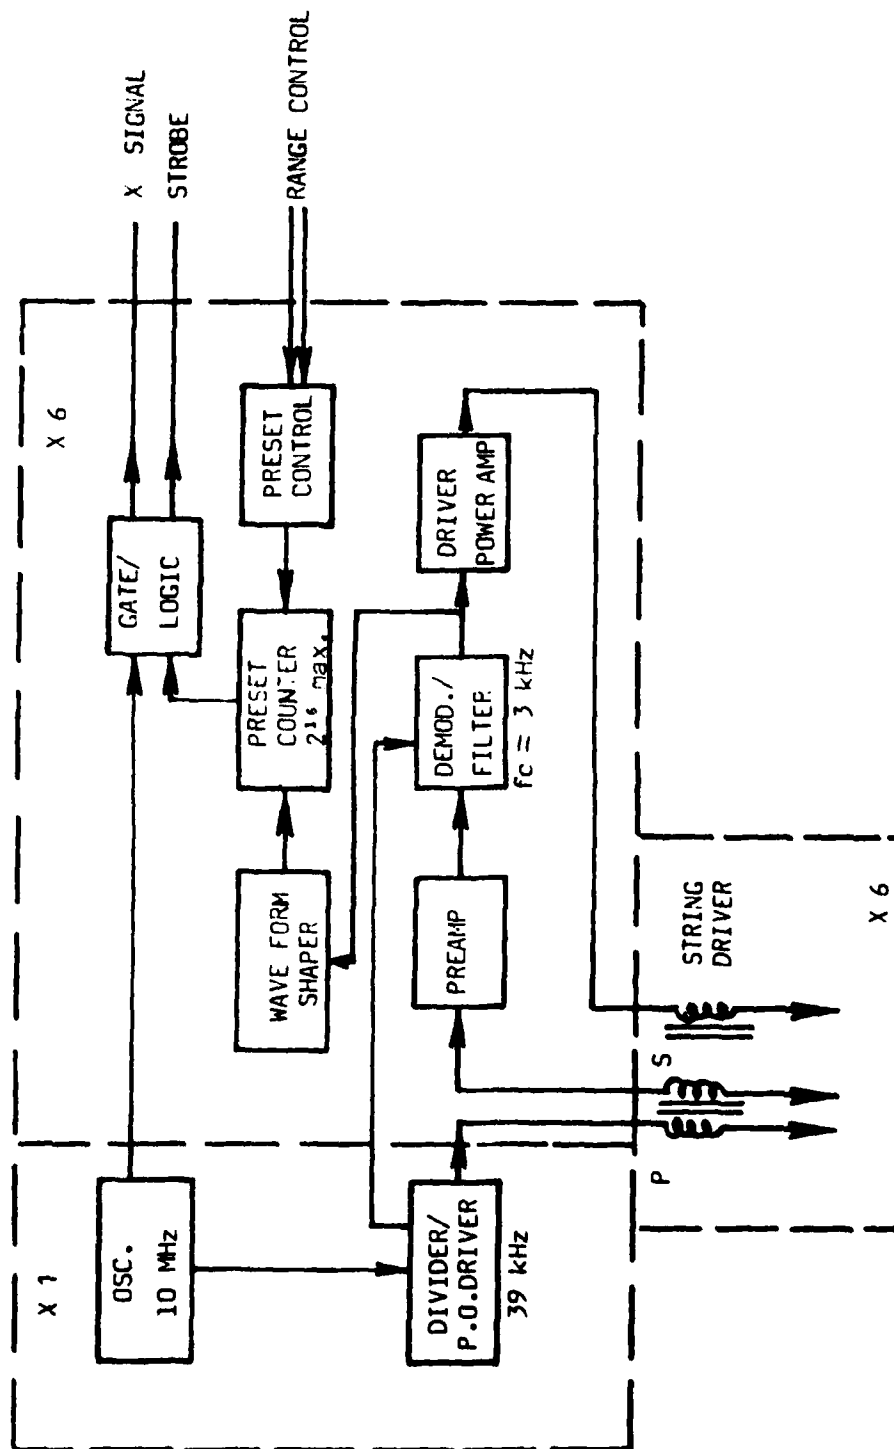 X 1
OSC.
10 MHz
DIVIDER/
P.O.DRIVER
39 kHz
X 6
GATE/
LOGIC
X SIGNAL
STROBE
WAVE FORM
SHAPER
PRESET
COUNTER
2¹⁶ max.
PRESET
CONTROL
RANGE CONTROL
PREAMP
DEMOD./
FILTER
fc = 3 kHz
DRIVER
POWER AMP
P
S
STRING
DRIVER
X 6